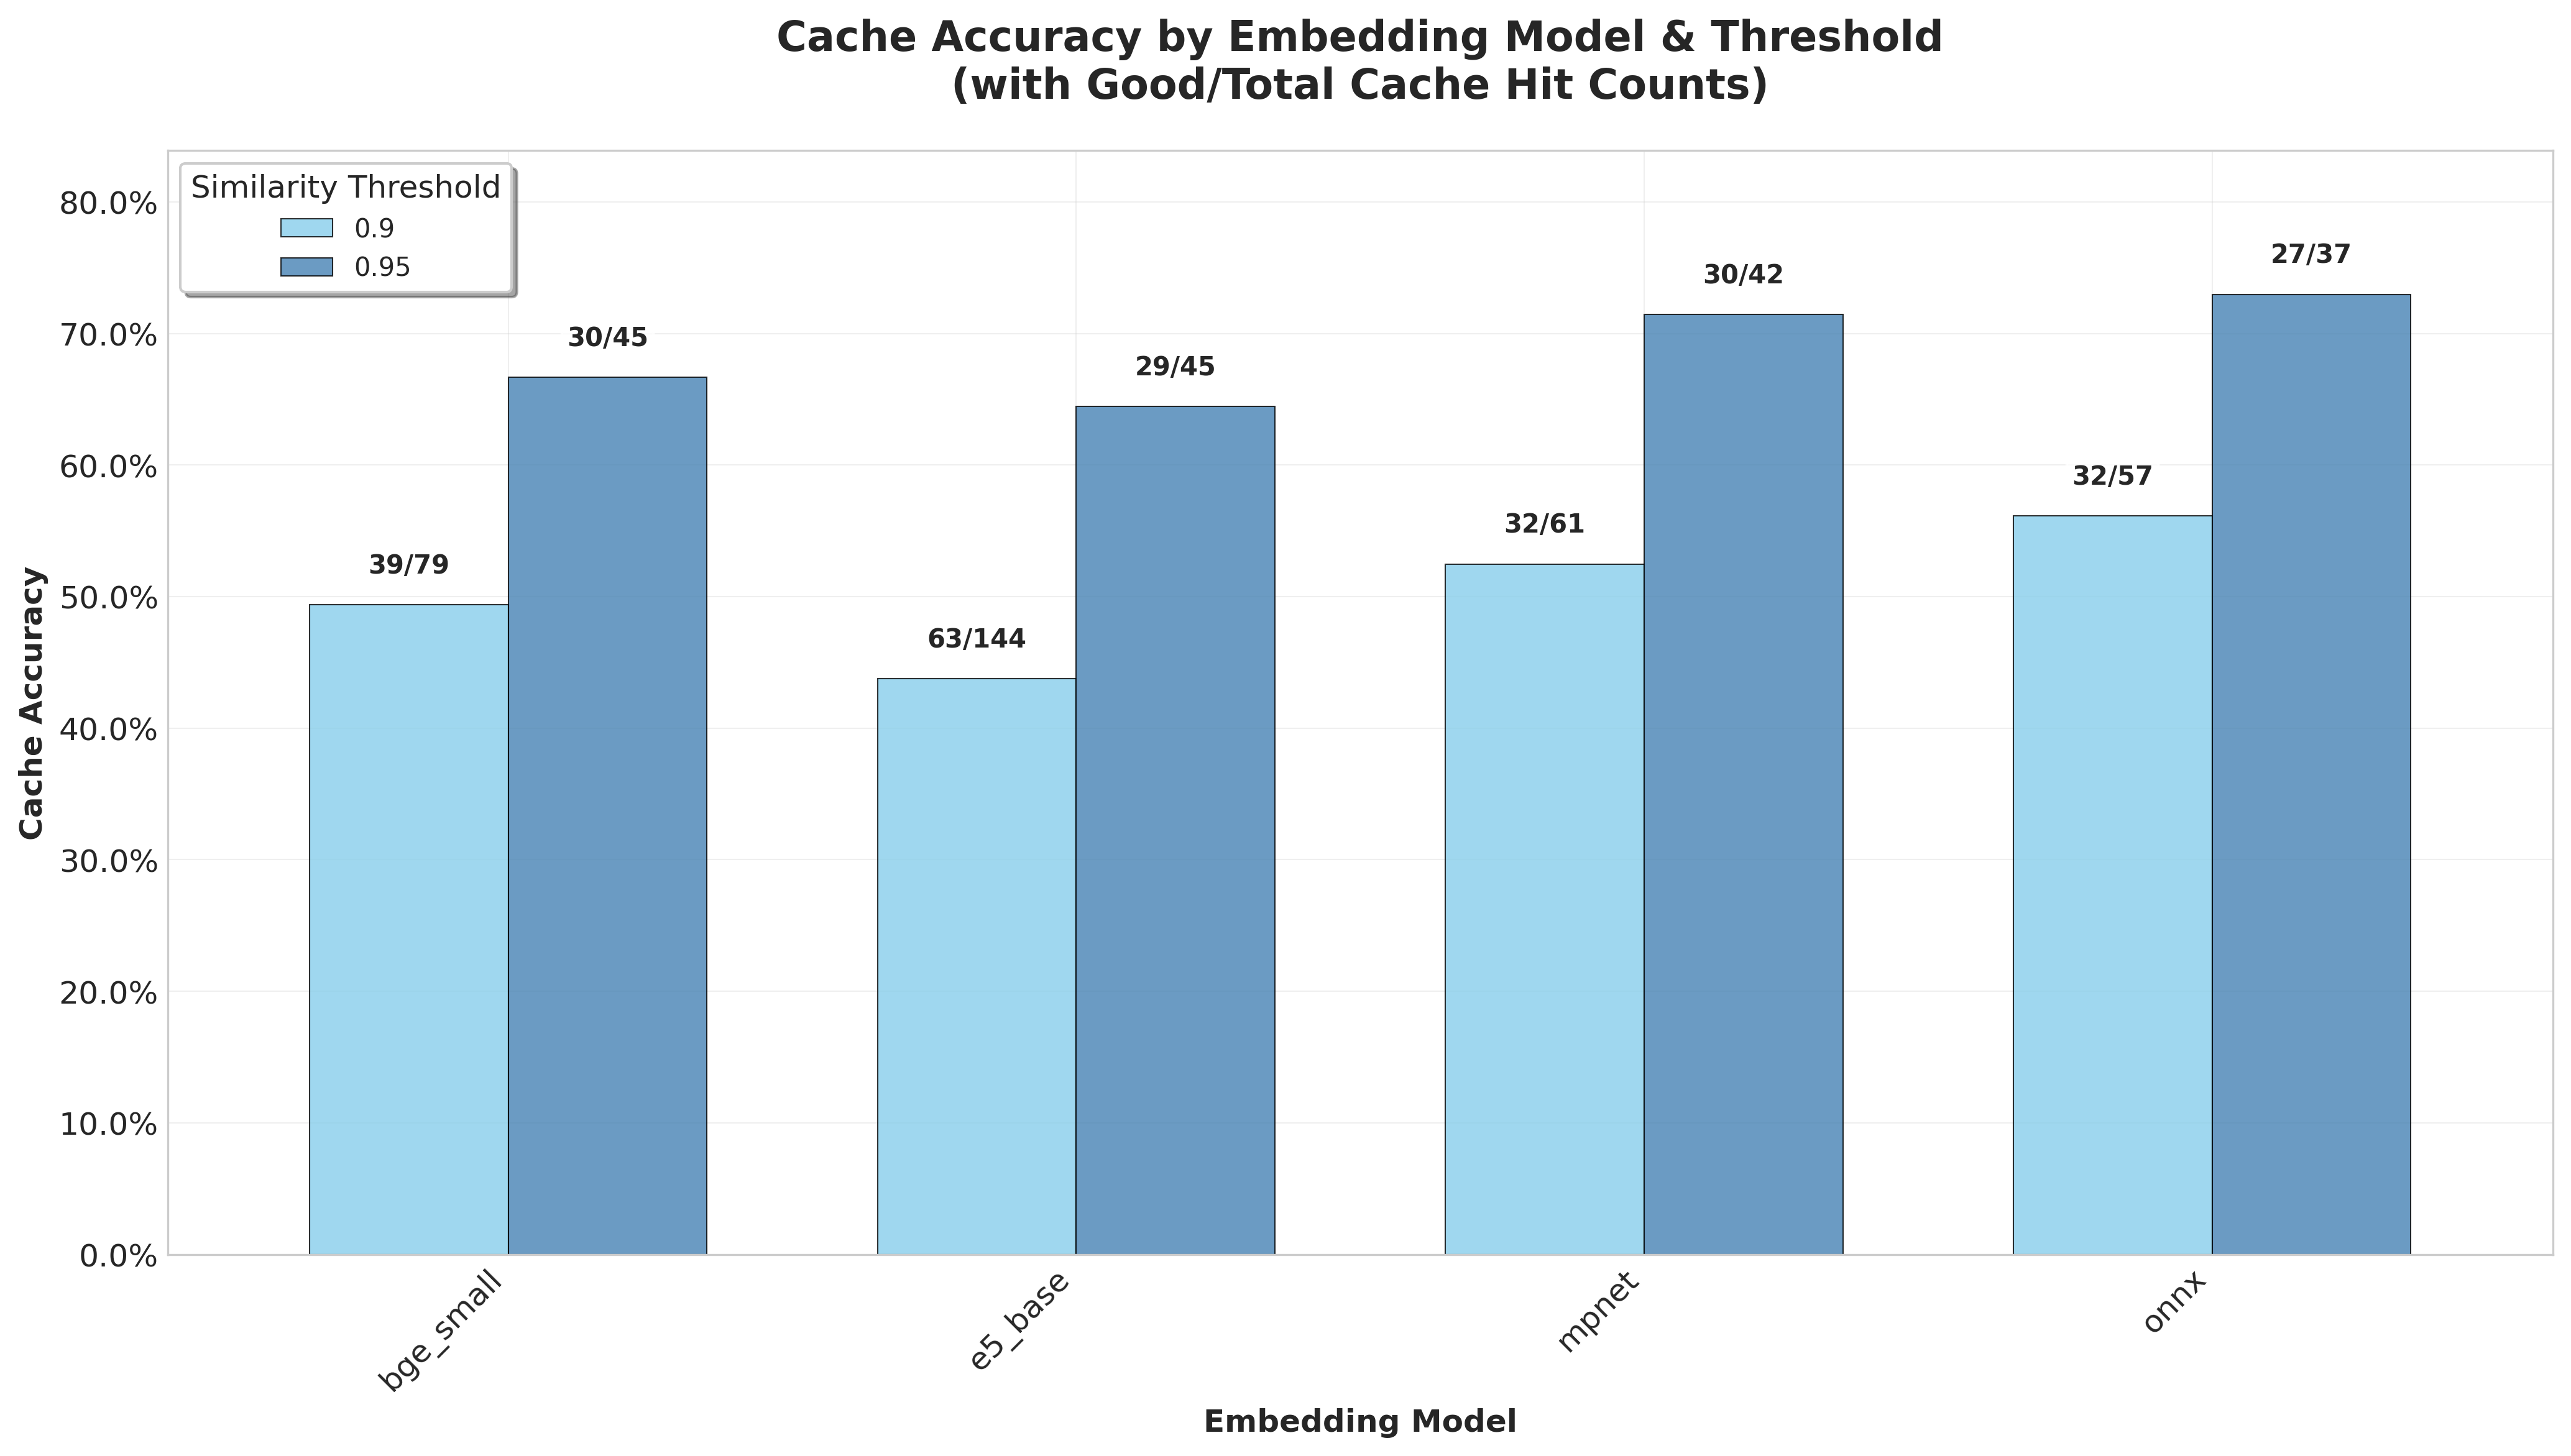 Cache Accuracy by Embedding Model & Threshold
(with Good/Total Cache Hit Counts)
Similarity Threshold
0.9
0.95
Cache Accuracy
80.0%
70.0%
60.0%
50.0%
40.0%
30.0%
20.0%
10.0%
0.0%
39/79
30/45
63/144
29/45
32/61
30/42
32/57
27/37
bge_small
e5_base
mpnet
onnx
Embedding Model